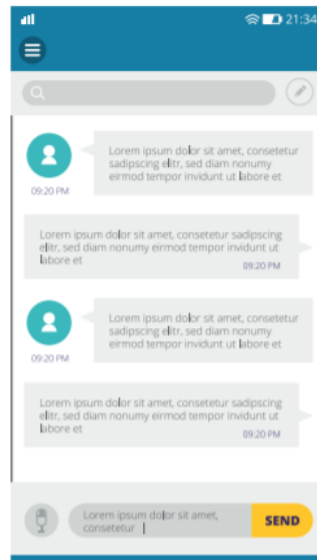 21:34
Lorem ipsum dolor sit amet, consetetur
sadipscing elitr, sed diam nonumy
eirmod tempor invidunt ut labore et
09:20 PM
Lorem ipsum dolor sit amet, consetetur sadipscing
elitr, sed diam nonumy eirmod tempor invidunt ut
labore et
09:20 PM
Lorem ipsum dolor sit amet, consetetur
sadipscing elitr, sed diam nonumy
eirmod tempor invidunt ut labore et
09:20 PM
Lorem ipsum dolor sit amet, consetetur sadipscing
elitr, sed diam nonumy eirmod tempor invidunt ut
labore et
09:20 PM
Lorem ipsum dolor sit amet,
consetetur
SEND